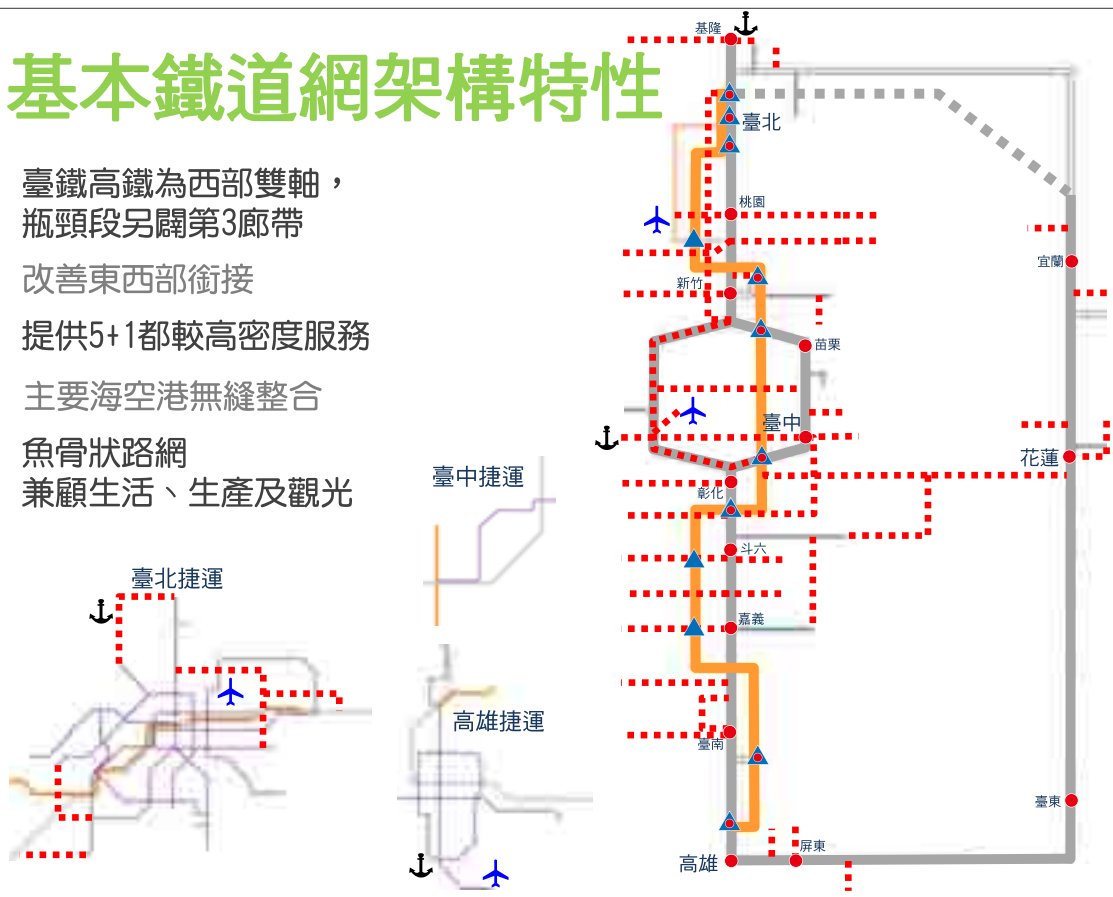 基本鐵道網架構特性
臺鐵高鐵為西部雙軸，
瓶頸段另闢第3廊帶
改善東西部銜接
提供5+1都較高密度服務
主要海空港無縫整合
魚骨狀路網
兼顧生活、生產及觀光
臺中捷運
臺北捷運
高雄捷運
基隆
臺北
桃園
宜蘭
新竹
苗栗
臺中
花蓮
彰化
斗六
嘉義
臺南
臺東
屏東
高雄